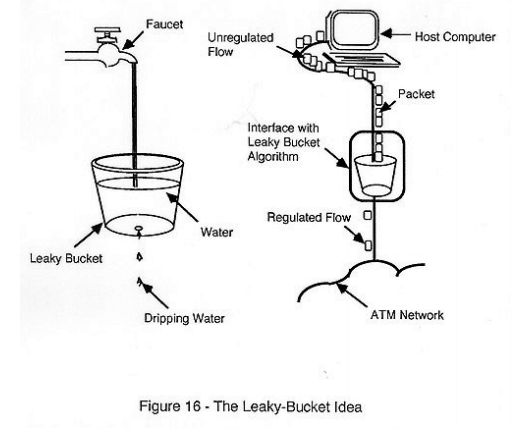 Faucet
Unregulated
Flow
Host Computer
Packet
Interface with
Leaky Bucket
Algorithm
Water
Regulated Flow
Leaky Bucket
Dripping Water
ATM Network
Figure 16 - The Leaky-Bucket Idea